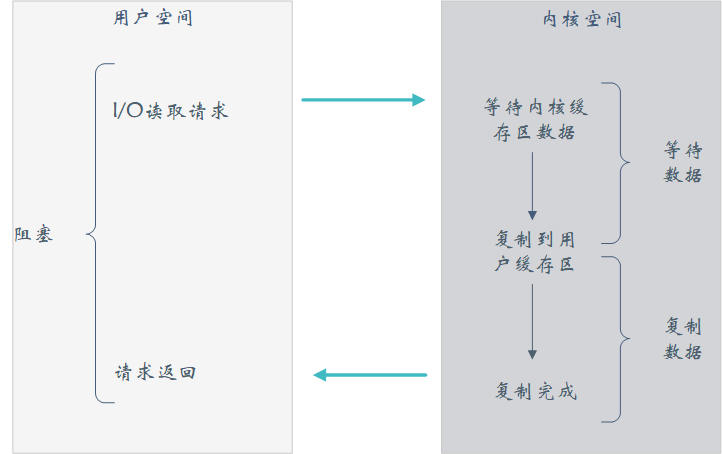 用户空间
I/O读取请求
阻塞
请求返回
内核空间
等待内核缓
存区数据
等待
数据
复制到用
户缓存区
复制
数据
复制完成